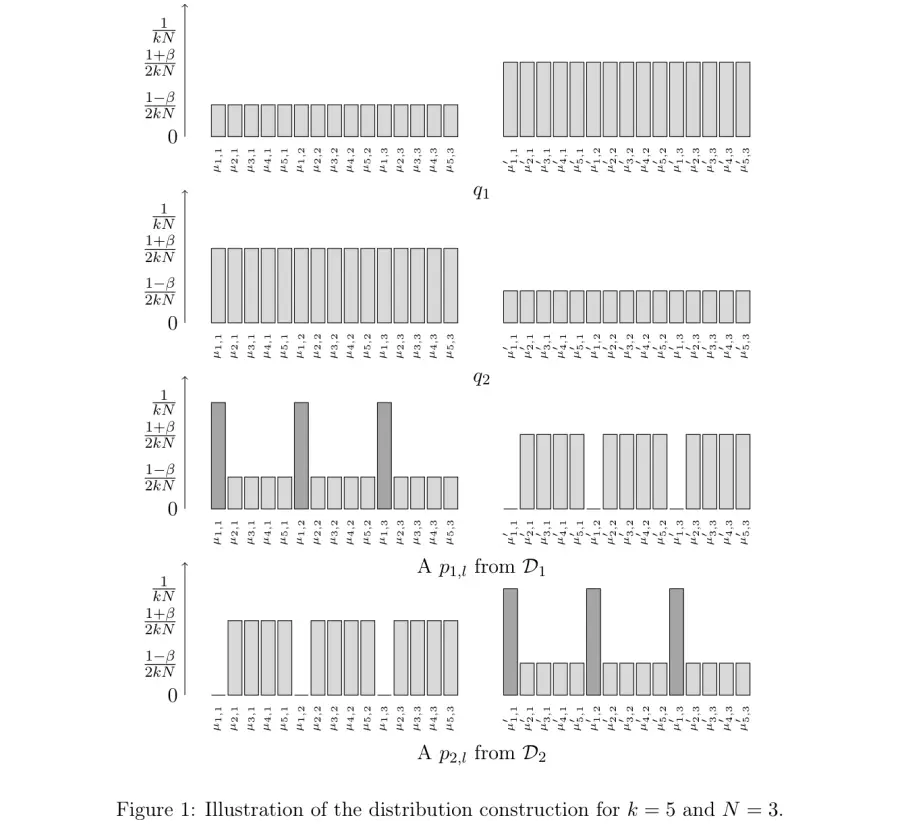 1/kN
1+β/2kN
1−β/2kN
0
μ1,1 μ2,1 μ3,1 μ4,1 μ5,1 μ1,2 μ2,2 μ3,2 μ4,2 μ5,2 μ1,3 μ2,3 μ3,3 μ4,3 μ5,3 μ′1,1 μ′2,1 μ′3,1 μ′4,1 μ′5,1 μ′1,2 μ′2,2 μ′3,2 μ′4,2 μ′5,2 μ′1,3 μ′2,3 μ′3,3 μ′4,3 μ′5,3
q1
1/kN
1+β/2kN
1−β/2kN
0
μ1,1 μ2,1 μ3,1 μ4,1 μ5,1 μ1,2 μ2,2 μ3,2 μ4,2 μ5,2 μ1,3 μ2,3 μ3,3 μ4,3 μ5,3 μ′1,1 μ′2,1 μ′3,1 μ′4,1 μ′5,1 μ′1,2 μ′2,2 μ′3,2 μ′4,2 μ′5,2 μ′1,3 μ′2,3 μ′3,3 μ′4,3 μ′5,3
q2
1/kN
1+β/2kN
1−β/2kN
0
μ1,1 μ2,1 μ3,1 μ4,1 μ5,1 μ1,2 μ2,2 μ3,2 μ4,2 μ5,2 μ1,3 μ2,3 μ3,3 μ4,3 μ5,3 μ′1,1 μ′2,1 μ′3,1 μ′4,1 μ′5,1 μ′1,2 μ′2,2 μ′3,2 μ′4,2 μ′5,2 μ′1,3 μ′2,3 μ′3,3 μ′4,3 μ′5,3
A p1,l from D1
1/kN
1+β/2kN
1−β/2kN
0
μ1,1 μ2,1 μ3,1 μ4,1 μ5,1 μ1,2 μ2,2 μ3,2 μ4,2 μ5,2 μ1,3 μ2,3 μ3,3 μ4,3 μ5,3 μ′1,1 μ′2,1 μ′3,1 μ′4,1 μ′5,1 μ′1,2 μ′2,2 μ′3,2 μ′4,2 μ′5,2 μ′1,3 μ′2,3 μ′3,3 μ′4,3 μ′5,3
A p2,l from D2
Figure 1: Illustration of the distribution construction for k = 5 and N = 3.